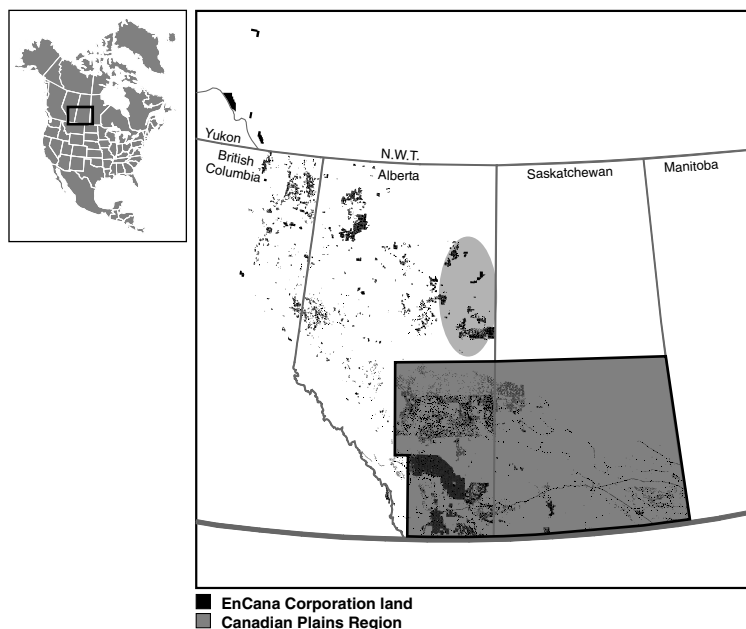 Yukon
British
Columbia
N.W.T.
Alberta
Saskatchewan
Manitoba
EnCana Corporation land
Canadian Plains Region